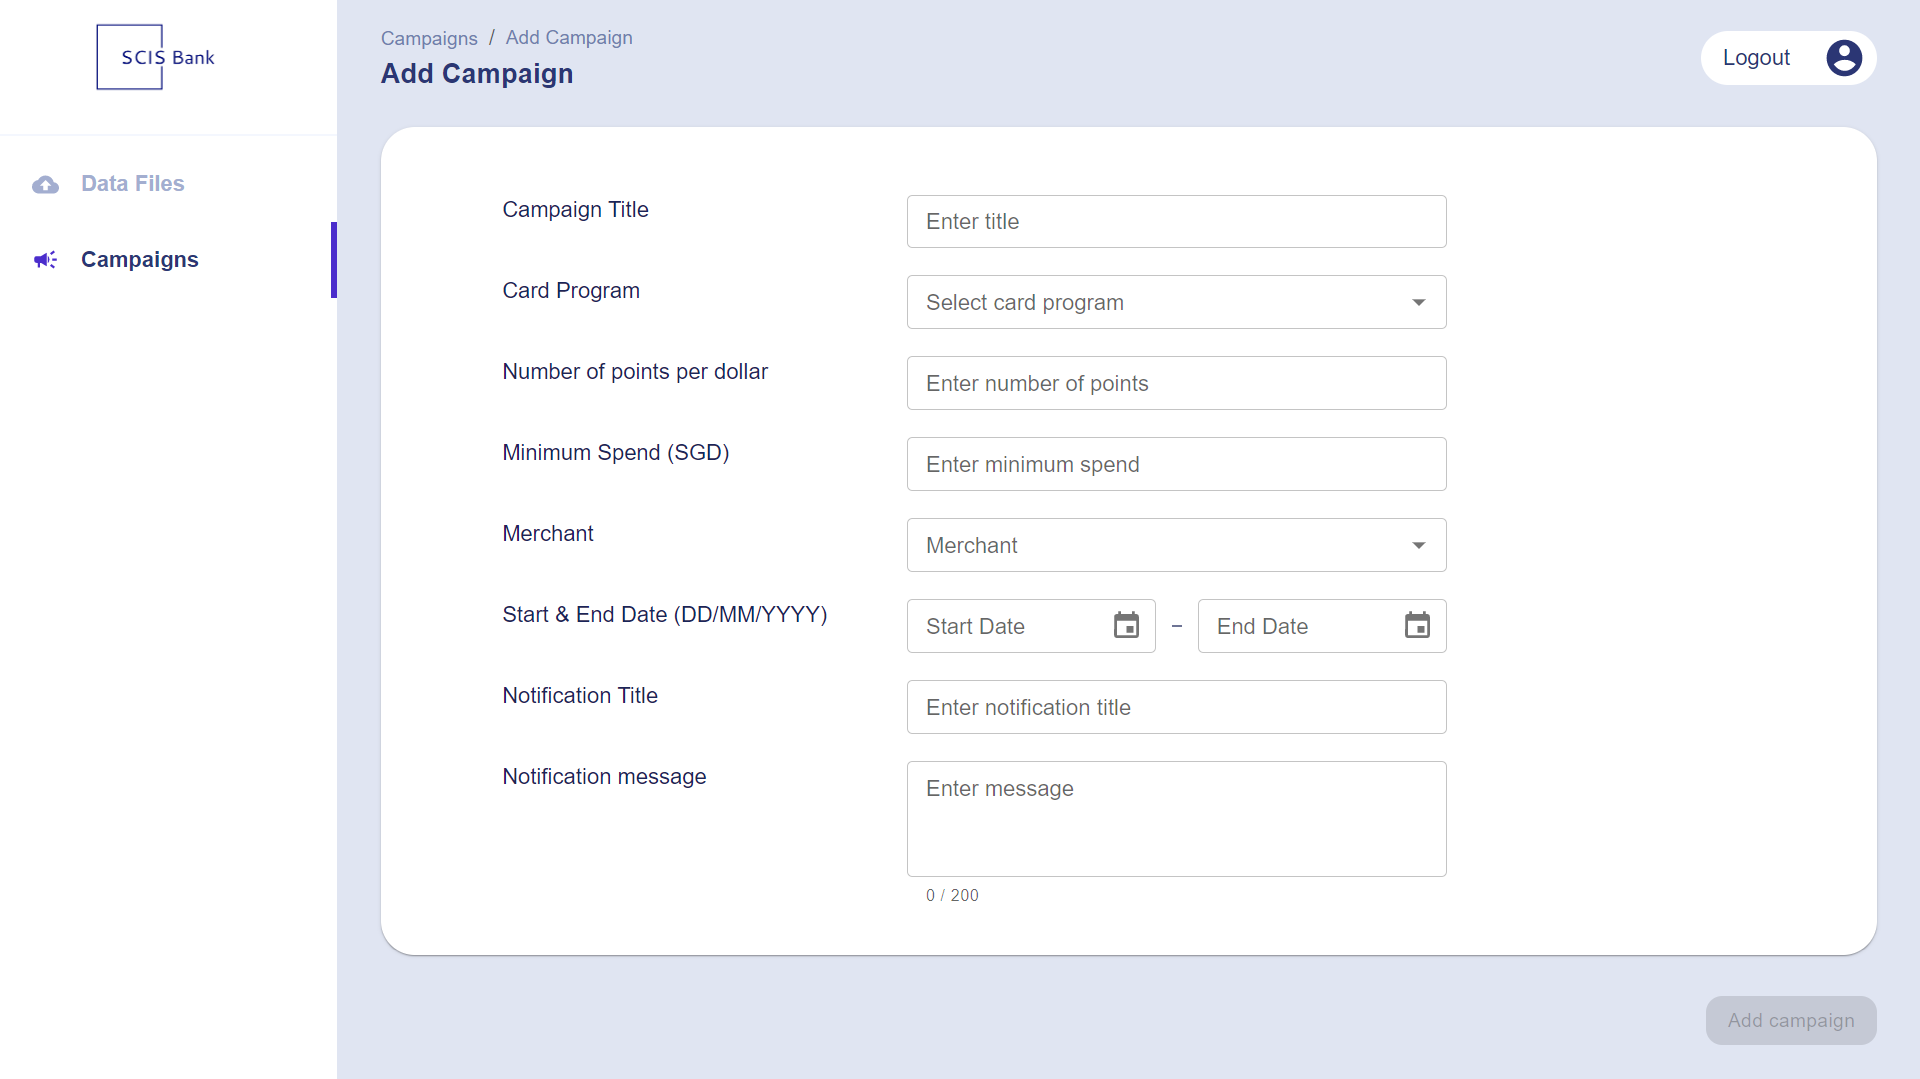 SCIS Bank
Data Files
Campaigns
Campaigns / Add Campaign
Add Campaign
Logout
Campaign Title
Enter title
Card Program
Select card program
Number of points per dollar
Enter number of points
Minimum Spend (SGD)
Enter minimum spend
Merchant
Merchant
Start & End Date (DD/MM/YYYY)
Start Date – End Date
Notification Title
Enter notification title
Notification message
Enter message
0 / 200
Add campaign